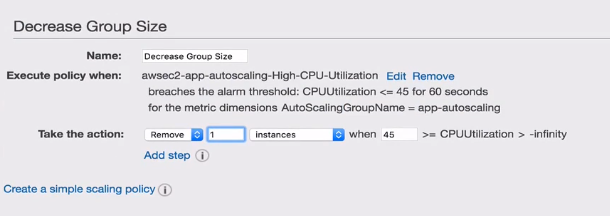 Decrease Group Size
Name: Decrease Group Size
Execute policy when: awsec2-app-autoscaling-High-CPU-Utilization Edit Remove
breaches the alarm threshold: CPUUtilization <= 45 for 60 seconds
for the metric dimensions AutoScalingGroupName = app-autoscaling
Take the action: Remove 1 instances when 45 >= CPUUtilization > -infinity
Add step i
Create a simple scaling policy i